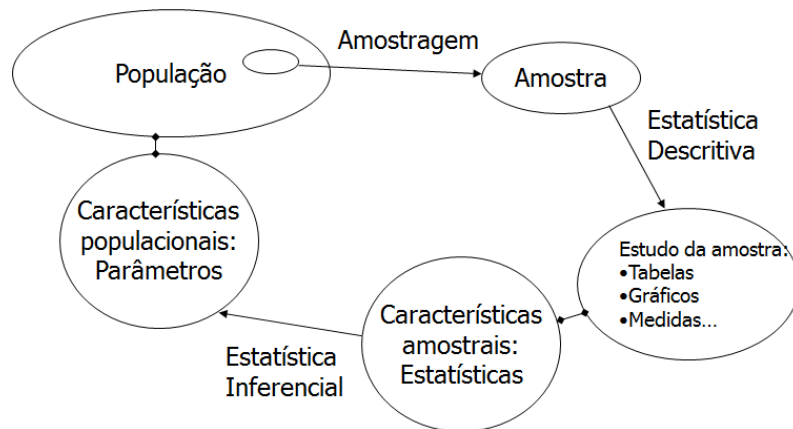 População
Amostragem
Amostra
Estatística
Descritiva
Estudo da amostra:
•Tabelas
•Gráficos
•Medidas...
Características
amostrais:
Estatísticas
Estatística
Inferencial
Características
populacionais:
Parâmetros